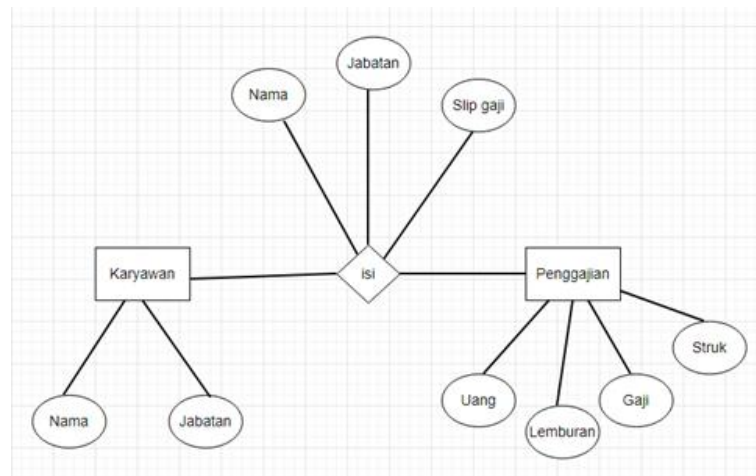 Jabatan
Nama
Slip gaji
Karyawan
isi
Penggajian
Struk
Uang
Gaji
Nama
Jabatan
Lemburan